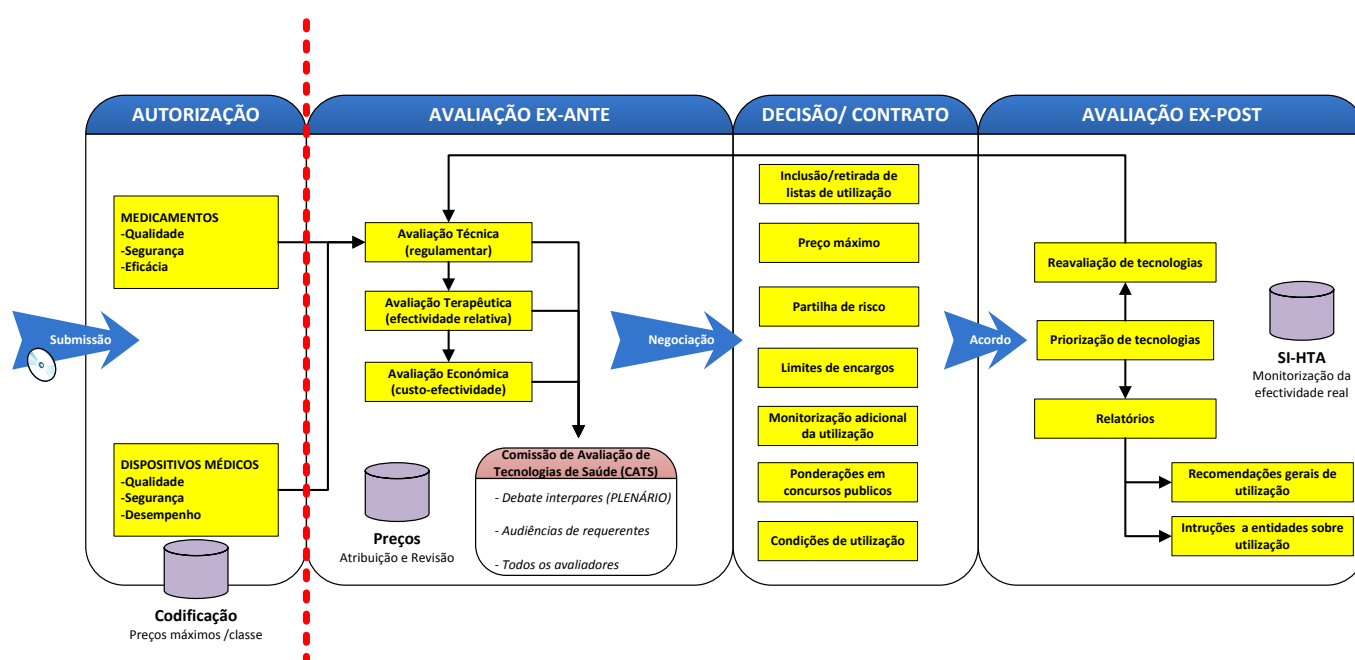 AUTORIZAÇÃO
AVALIAÇÃO EX-ANTE
DECISÃO/ CONTRATO
AVALIAÇÃO EX-POST
Submissão
MEDICAMENTOS
-Qualidade
-Segurança
-Eficácia
DISPOSITIVOS MÉDICOS
-Qualidade
-Segurança
-Desempenho
Codificação
Preços máximos /classe
Avaliação Técnica
(regulamentar)
Avaliação Terapêutica
(efectividade relativa)
Avaliação Económica
(custo-efectividade)
Preços
Atribuição e Revisão
Comissão de Avaliação de
Tecnologias de Saúde (CATS)
- Debate interpares (PLENÁRIO)
- Audiências de requerentes
- Todos os avaliadores
Negociação
Inclusão/retirada de
listas de utilização
Preço máximo
Partilha de risco
Limites de encargos
Monitorização adicional
da utilização
Ponderações em
concursos publicos
Condições de utilização
Acordo
Reavaliação de tecnologias
Priorização de tecnologias
Relatórios
Recomendações gerais de
utilização
Intruções a entidades sobre
utilização
SI-HTA
Monitorização da
efectividade real